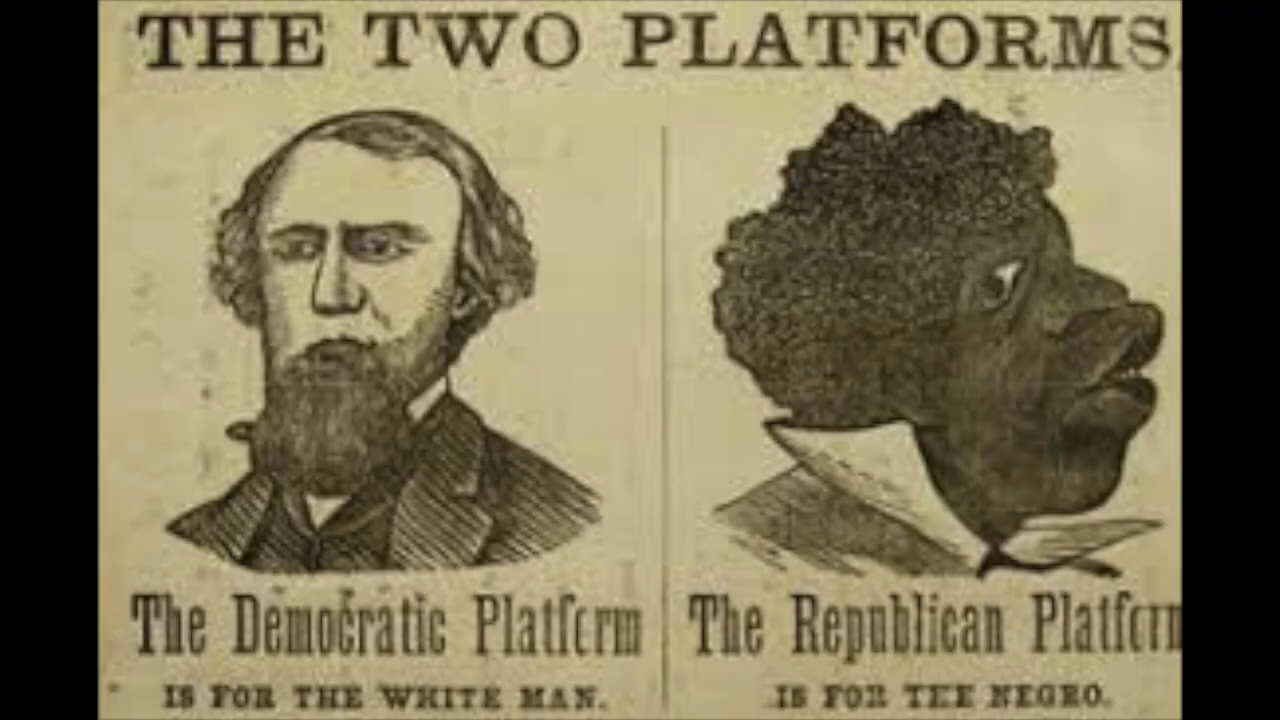 THE TWO PLATFORMS.
The Democratic Platform
IS FOR THE WHITE MAN.
The Republican Platform
IS FOR THE NEGRO.